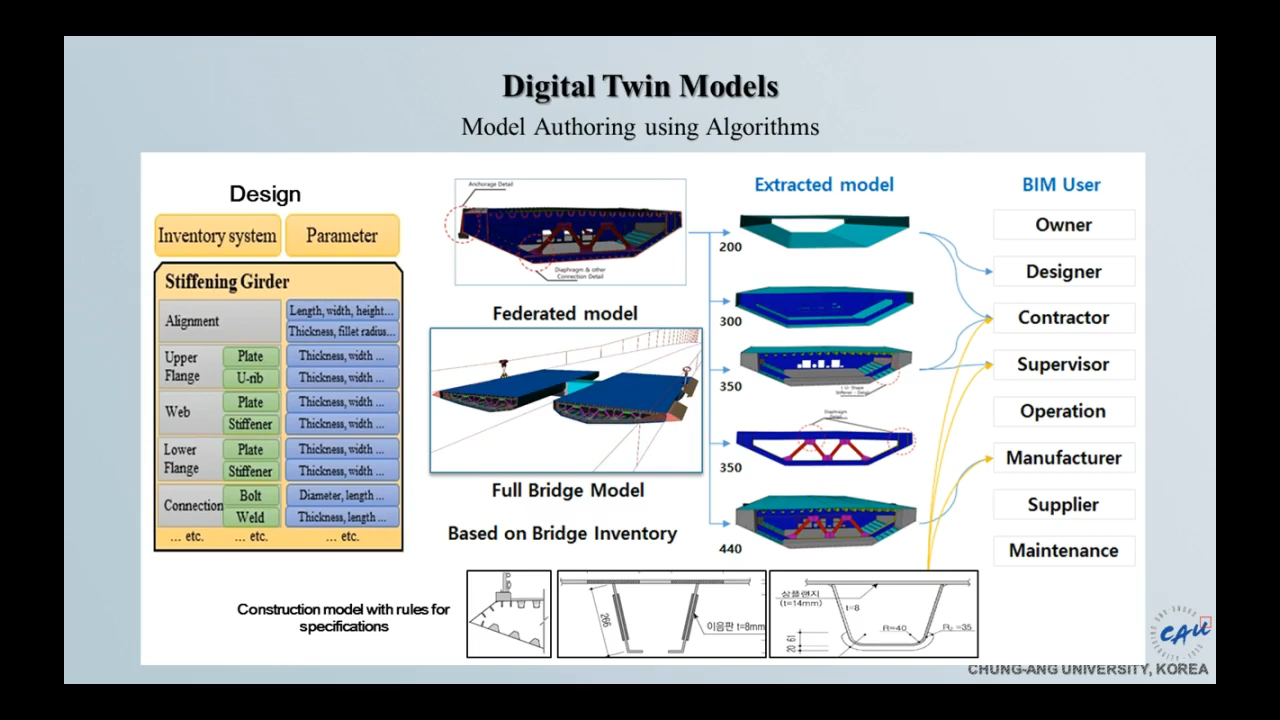 Digital Twin Models
Model Authoring using Algorithms
Design
Inventory system
Parameter
Stiffening Girder
Alignment
Length, width, height...
Thickness, fillet radius...
Upper
Flange
Plate
Thickness, width ...
U-rib
Thickness, width ...
Web
Plate
Thickness, width ...
Stiffener
Thickness, width ...
Lower
Flange
Plate
Thickness, width ...
Stiffener
Thickness, width ...
Connection
Bolt
Diameter, length ...
Weld
Thickness, length ...
... etc.
... etc.
... etc.
Anchorage Detail
Diaphragm & other
Connection Detail
Federated model
Full Bridge Model
Based on Bridge Inventory
Extracted model
200
300
350
Diaphragm
Detail
350
440
BIM User
Owner
Designer
Contractor
Supervisor
Operation
Manufacturer
Supplier
Maintenance
Construction model with rules for
specifications
266
이음판 t=8mm
상플랜지
(t=14mm)
t=8
R=40
R₂=35
20 61
CAU
CHUNG-ANG UNIVERSITY, KOREA